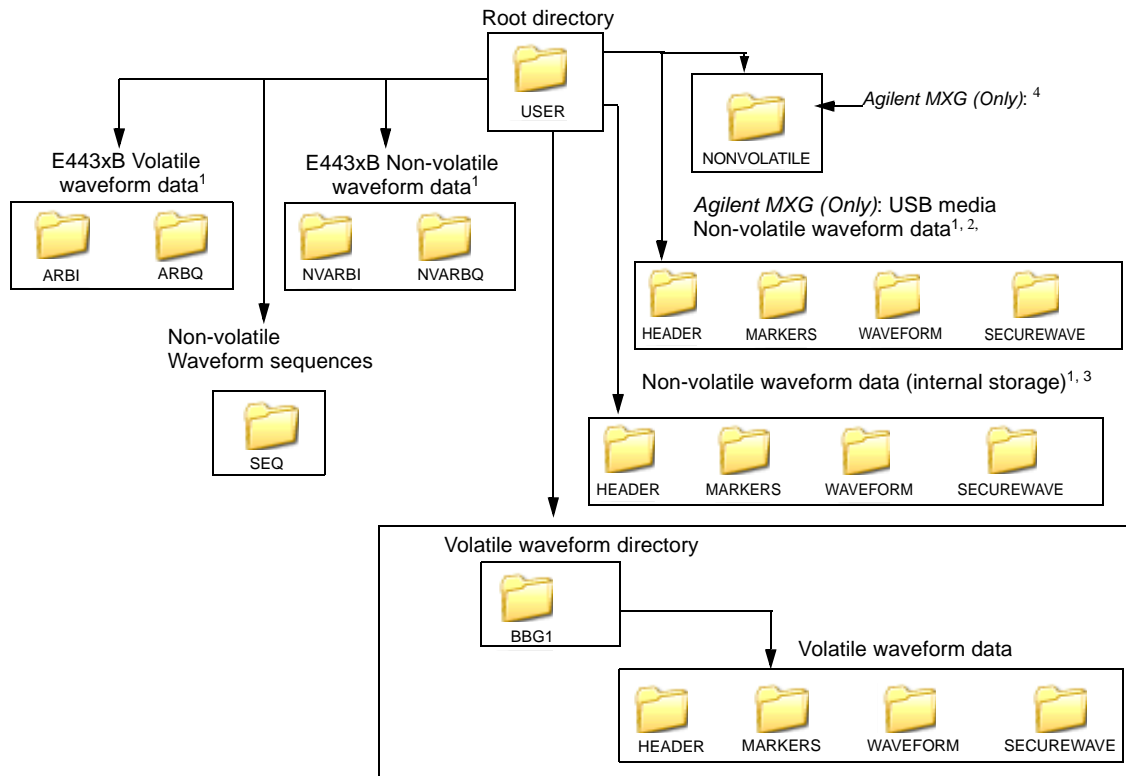 Root directory
USER
Agilent MXG (Only): 4
NONVOLATILE
E443xB Volatile
waveform data1
ARBI
ARBQ
E443xB Non-volatile
waveform data1
NVARBI
NVARBQ
Agilent MXG (Only): USB media
Non-volatile waveform data1, 2,
HEADER
MARKERS
WAVEFORM
SECUREWAVE
Non-volatile
Waveform sequences
SEQ
Non-volatile waveform data (internal storage)1, 3
HEADER
MARKERS
WAVEFORM
SECUREWAVE
Volatile waveform directory
BBG1
Volatile waveform data
HEADER
MARKERS
WAVEFORM
SECUREWAVE